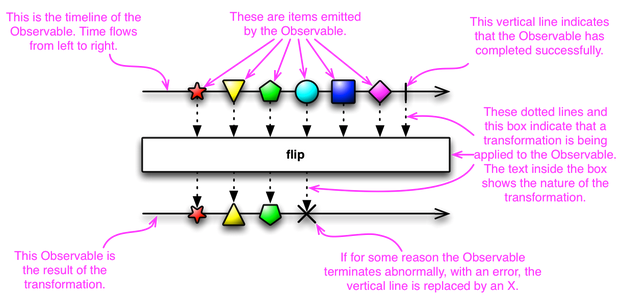 This is the timeline of the
Observable. Time flows
from left to right.
These are items emitted
by the Observable.
This vertical line indicates
that the Observable has
completed successfully.
These dotted lines and
this box indicate that a
transformation is being
applied to the Observable.
The text inside the box
shows the nature of the
transformation.
flip
This Observable is
the result of the
transformation.
If for some reason the Observable
terminates abnormally, with an error, the
vertical line is replaced by an X.